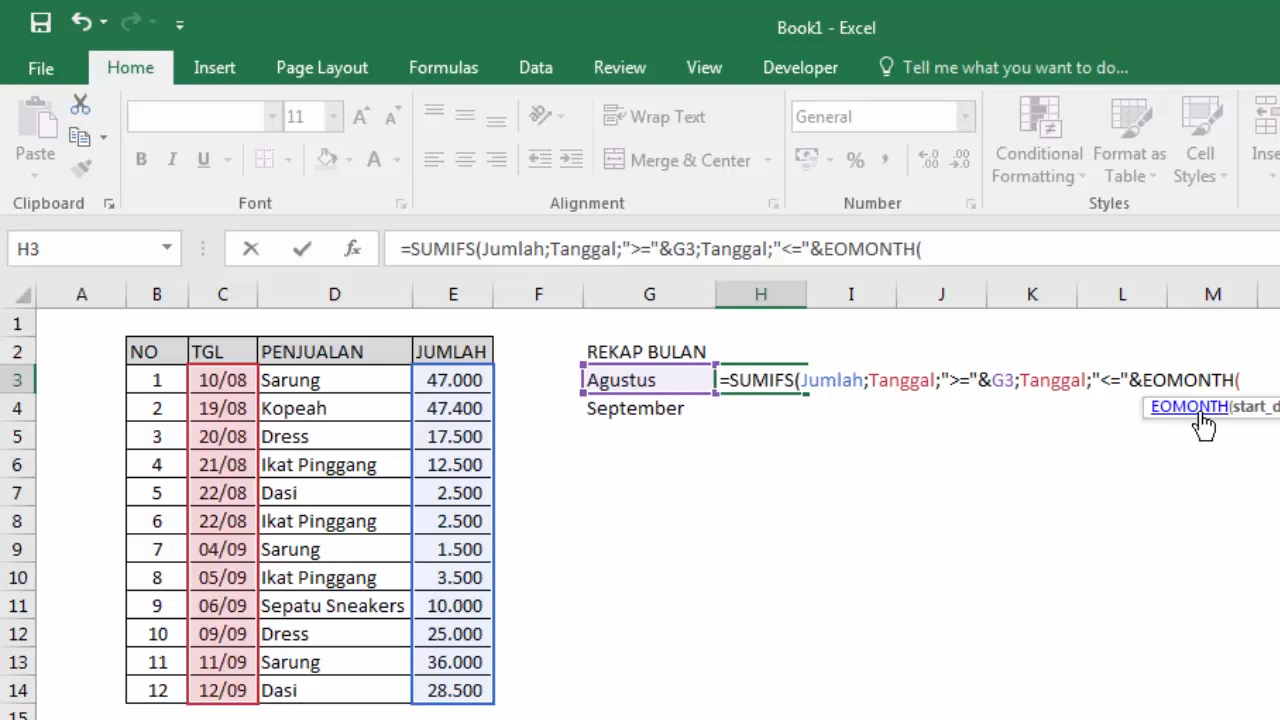 Book1 - Excel
File Home Insert Page Layout Formulas Data Review View Developer Tell me what you want to do...
11 A A Wrap Text General
Paste B I U A Merge & Center % , ,00 ,0 Conditional Formatting Format as Table Cell Styles Inse
Clipboard Font Alignment Number Styles
H3 fx =SUMIFS(Jumlah;Tanggal;">="&G3;Tanggal;"<="&EOMONTH(
A B C D E F G H I J K L M
1
2 NO TGL PENJUALAN JUMLAH REKAP BULAN
3 1 10/08 Sarung 47.000 Agustus =SUMIFS(Jumlah;Tanggal;">="&G3;Tanggal;"<="&EOMONTH(
4 2 19/08 Kopeah 47.400 September EOMONTH(start_d
5 3 20/08 Dress 17.500
6 4 21/08 Ikat Pinggang 12.500
7 5 22/08 Dasi 2.500
8 6 22/08 Ikat Pinggang 2.500
9 7 04/09 Sarung 1.500
10 8 05/09 Ikat Pinggang 3.500
11 9 06/09 Sepatu Sneakers 10.000
12 10 09/09 Dress 25.000
13 11 11/09 Sarung 36.000
14 12 12/09 Dasi 28.500
15